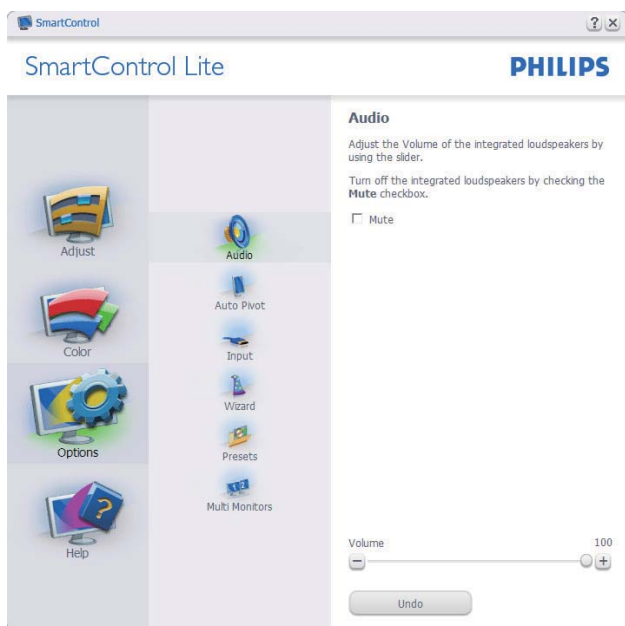 SmartControl
SmartControl Lite
PHILIPS
Adjust
Color
Options
Help
Audio
Auto Pivot
Input
Wizard
Presets
Multi Monitors
Audio
Adjust the Volume of the integrated loudspeakers by
using the slider.
Turn off the integrated loudspeakers by checking the
Mute checkbox.
Mute
Volume 100
Undo